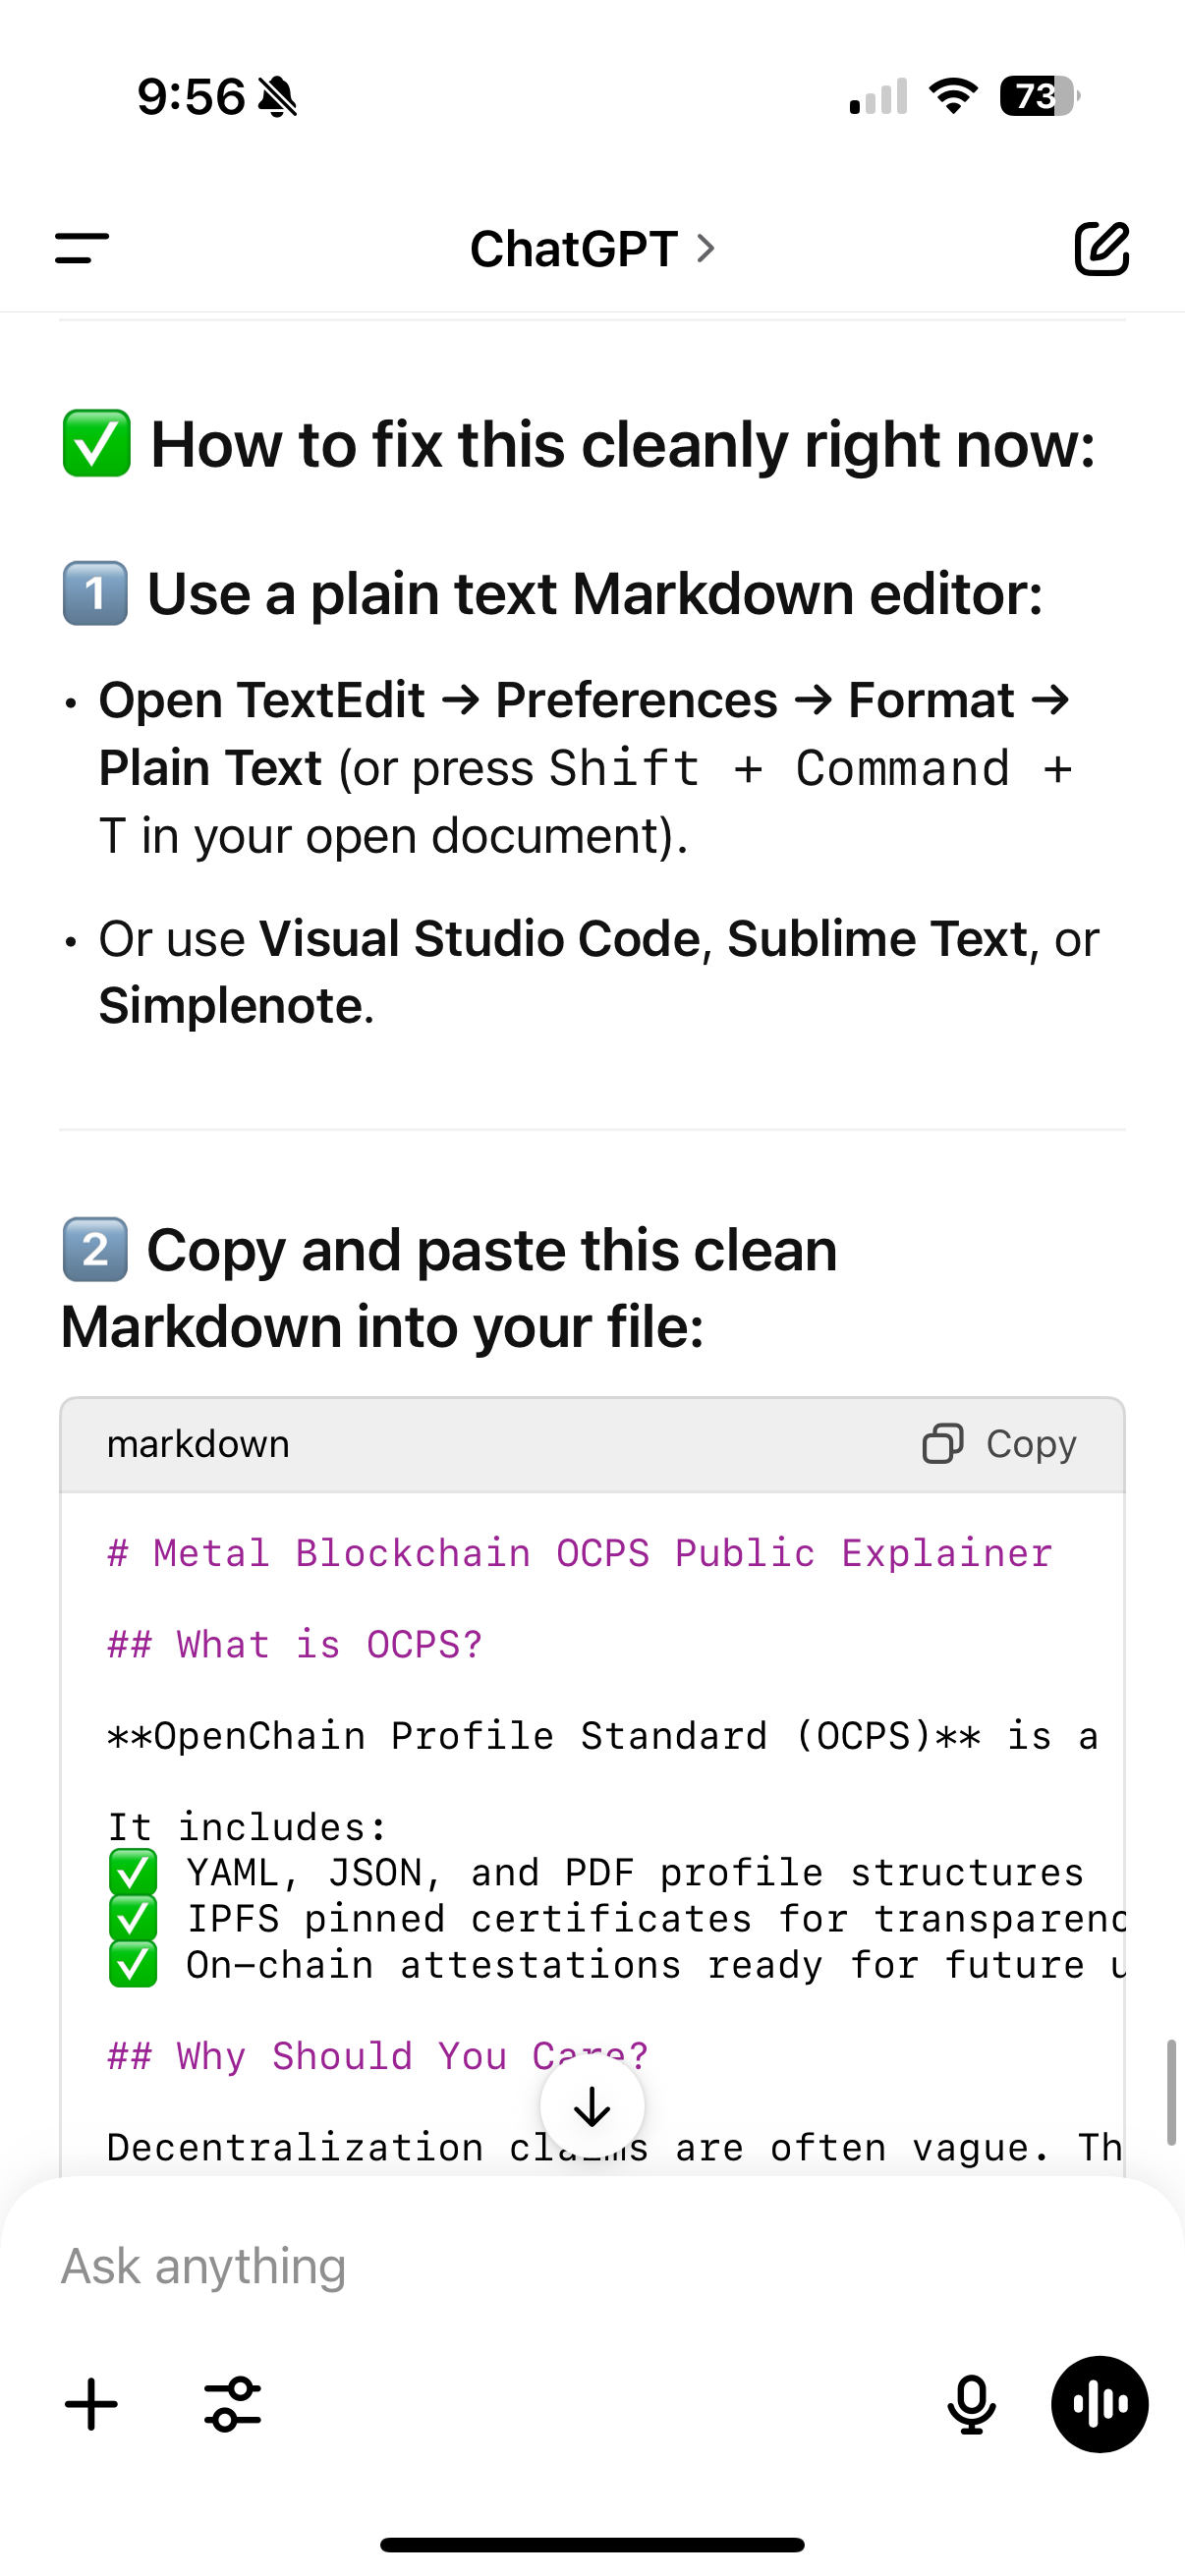 9:56
73
ChatGPT >
✅ How to fix this cleanly right now:
1️⃣ Use a plain text Markdown editor:
• Open TextEdit → Preferences → Format →
Plain Text (or press Shift + Command +
T in your open document).
• Or use Visual Studio Code, Sublime Text, or
Simplenote.
2️⃣ Copy and paste this clean
Markdown into your file:
markdown Copy
# Metal Blockchain OCPS Public Explainer
## What is OCPS?
**OpenChain Profile Standard (OCPS)** is a
It includes:
✅ YAML, JSON, and PDF profile structures
✅ IPFS pinned certificates for transparenc
✅ On-chain attestations ready for future u
## Why Should You Care?
Decentralization claims are often vague. Th
Ask anything